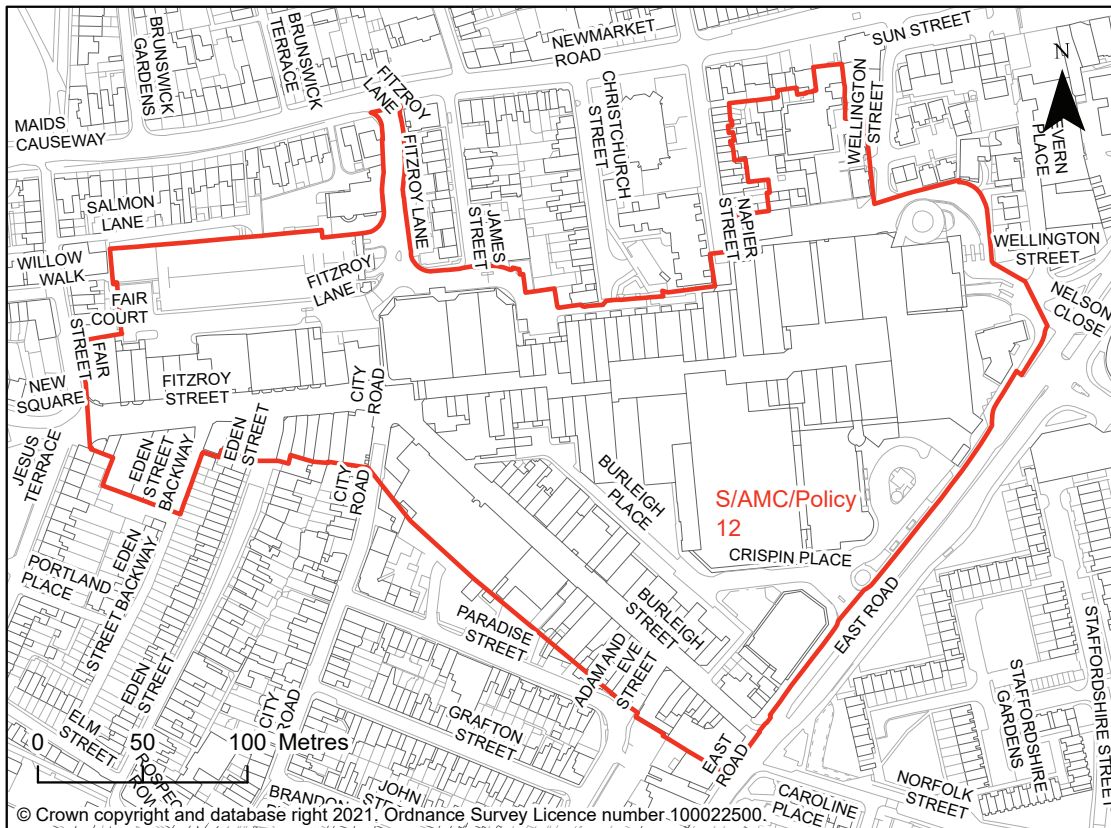 NEWMARKET
ROAD
SUN STREET
BRUNSWICK
GARDENS
BRUNSWICK
TERRACE
FITZROY
LANE
N
MAIDS
CAUSEWAY
CHRISTCHURCH
STREET
WELLINGTON
STREET
EVERN
PLACE
SALMON
LANE
FITZROY LANE
JAMES
STREET
NAPIER
STREET
WILLOW
WALK
FITZROY
LANE
WELLINGTON
STREET
FAIR
COURT
NELSON
CLOSE
FAIR
STREET
NEW
SQUARE
FITZROY
STREET
CITY
ROAD
JESUS
TERRACE
EDEN
STREET
BACKWAY
EDEN
STREET
CITY
ROAD
BURLEIGH
PLACE
S/AMC/Policy
12
CRISPIN PLACE
PORTLAND
PLACE
EDEN
STREET BACKWAY
PARADISE
STREET
BURLEIGH
STREET
EAST ROAD
ADAM AND
EVE
STREET
EDEN
STREET
CITY
ROAD
GRAFTON
STREET
STAFFORDSHIRE
GARDENS
STAFFORDSHIRE STREET
ELM
STREET
EAST
ROAD
NORFOLK
STREET
CAROLINE
PLACE
JOHN
0 50 100 Metres
© Crown copyright and database right 2021. Ordnance Survey Licence number 100022500.